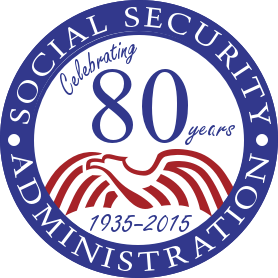 SOCIAL SECURITY
Celebrating
80
years
1935-2015
ADMINISTRATION